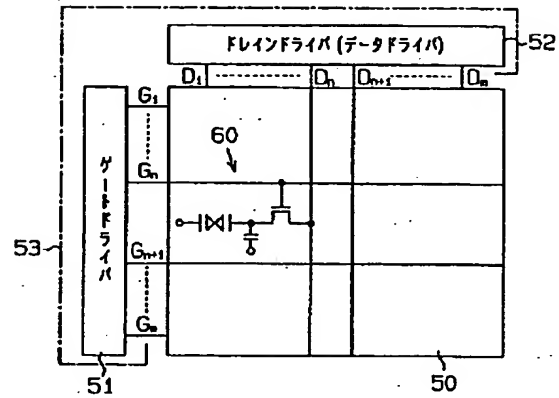 52
ドレインドライバ(データドライバ)
D1 Dn Dn+1 Dm
G1
60
Gn
ゲートドライバ
53
Gn+1
Gm
51
50